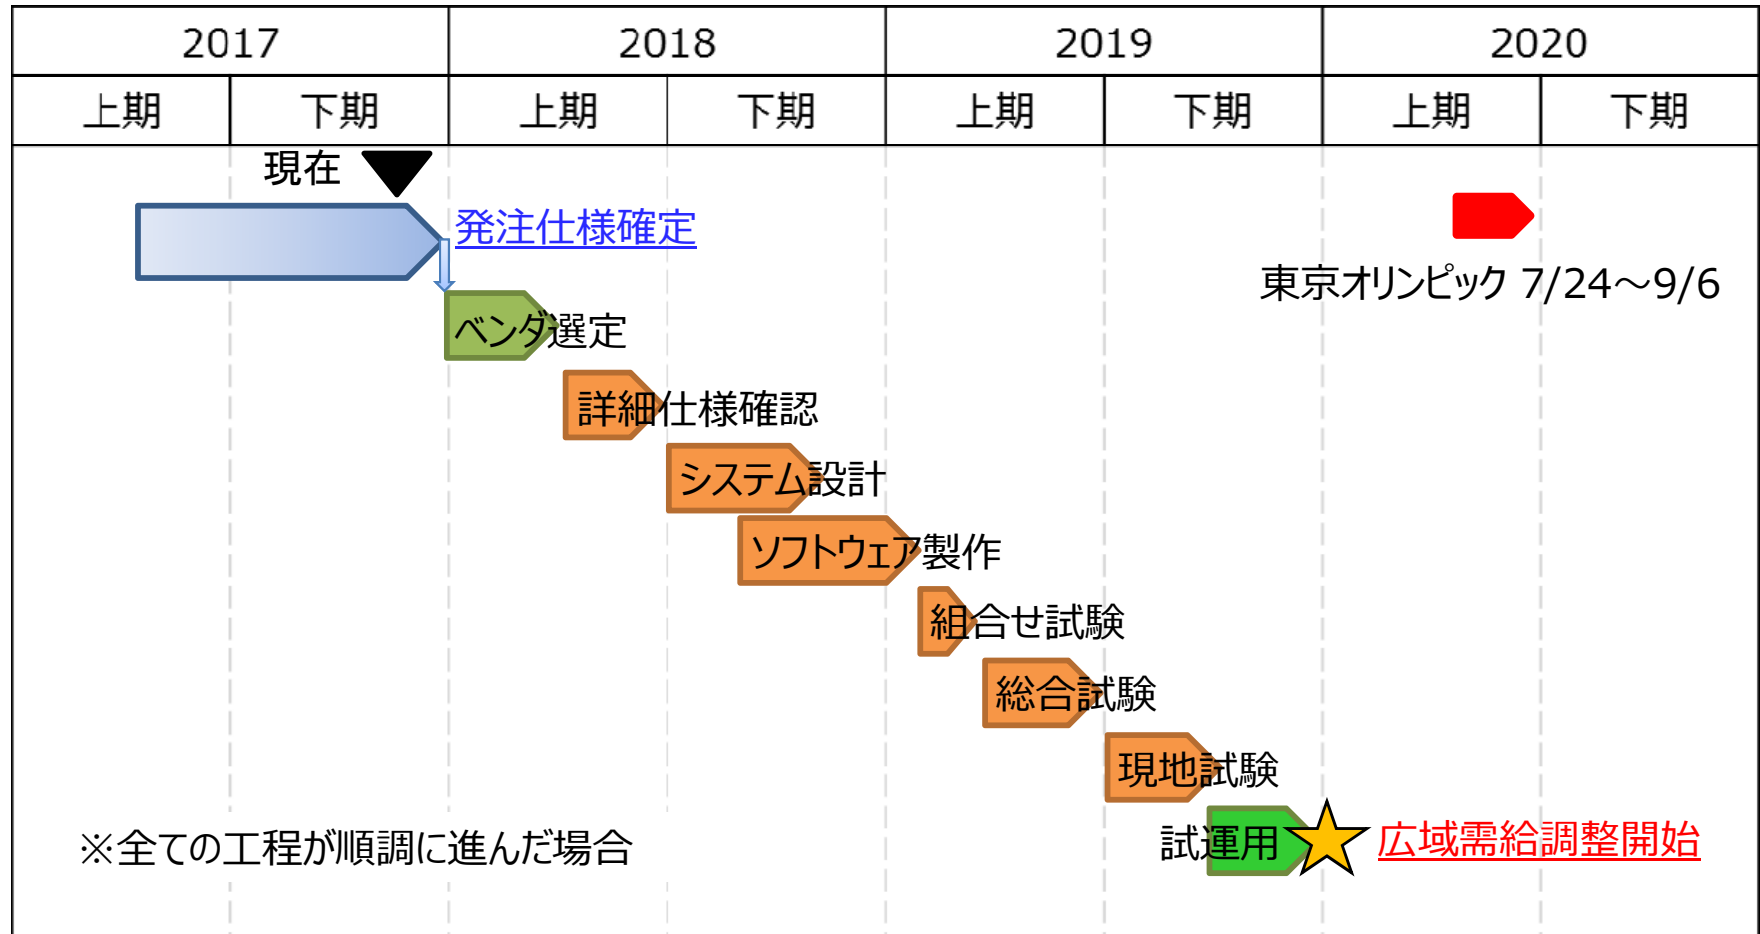 2017 2018 2019 2020
上期 下期 上期 下期 上期 下期 上期 下期
現在
発注仕様確定
東京オリンピック 7/24～9/6
ベンダ選定
詳細仕様確認
システム設計
ソフトウェア製作
組合せ試験
総合試験
現地試験
※全ての工程が順調に進んだ場合
試運用
広域需給調整開始